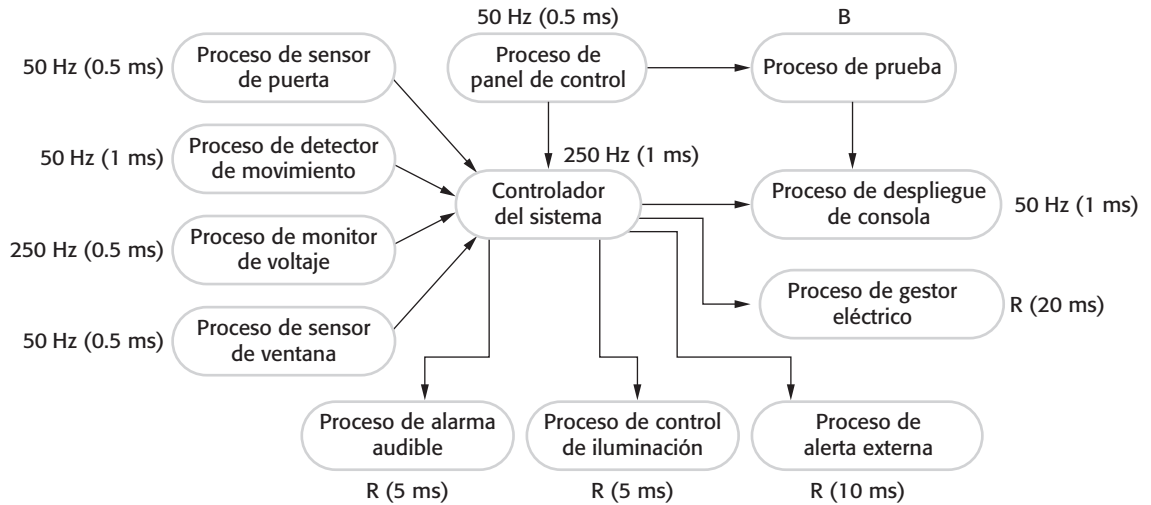 50 Hz (0.5 ms)
B
50 Hz (0.5 ms)
Proceso de sensor
de puerta
Proceso de
panel de control
Proceso de prueba
50 Hz (1 ms)
Proceso de detector
de movimiento
250 Hz (1 ms)
Controlador
del sistema
Proceso de despliegue
de consola
50 Hz (1 ms)
250 Hz (0.5 ms)
Proceso de monitor
de voltaje
Proceso de gestor
eléctrico
R (20 ms)
50 Hz (0.5 ms)
Proceso de sensor
de ventana
Proceso de alarma
audible
Proceso de control
de iluminación
Proceso de
alerta externa
R (5 ms)
R (5 ms)
R (10 ms)